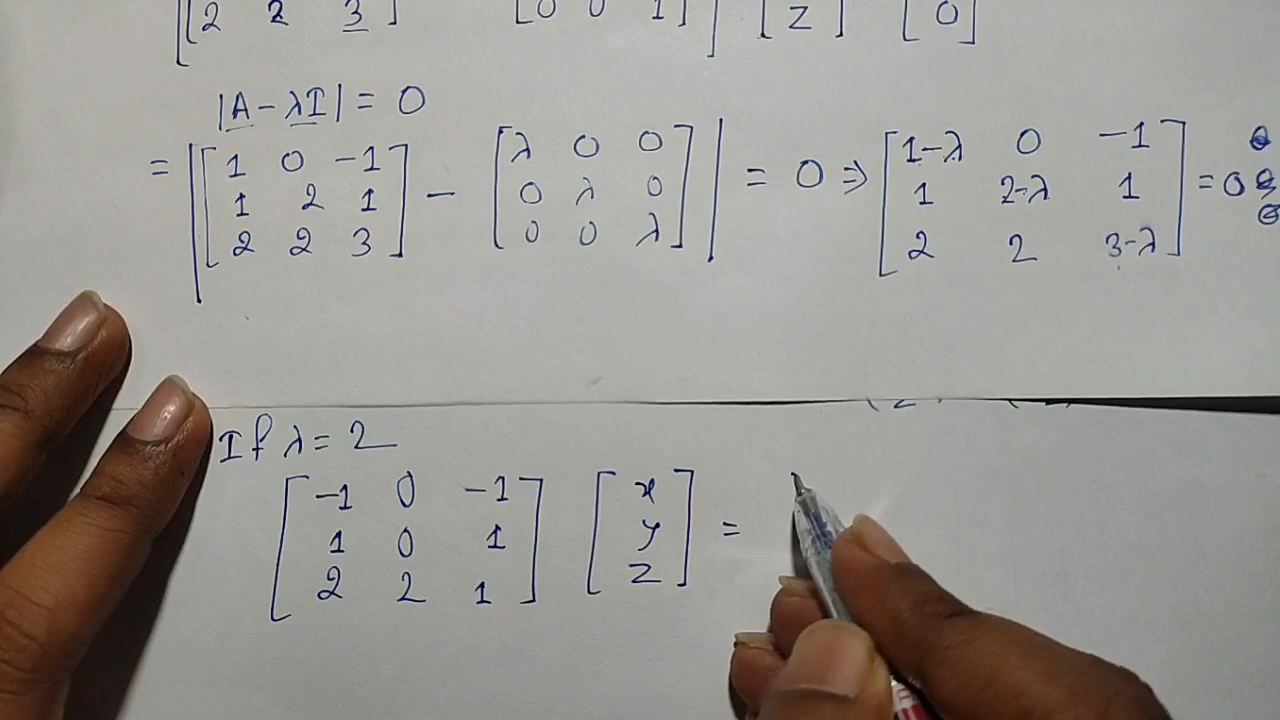 2 2 3 ] 0 0 1 ] ] [ z ] [ 0 ]
|A - λI| = 0
= | [ 1 0 -1 ] - [ λ 0 0 ] | = 0 ⇒ [ 1-λ 0 -1 ] = 0
[ 1 2 1 ] [ 0 λ 0 ] [ 1 2-λ 1 ]
[ 2 2 3 ] [ 0 0 λ ] [ 2 2 3-λ ]
If λ = 2
[ -1 0 -1 ] [ x ] =
[ 1 0 1 ] [ y ]
[ 2 2 1 ] [ z ]